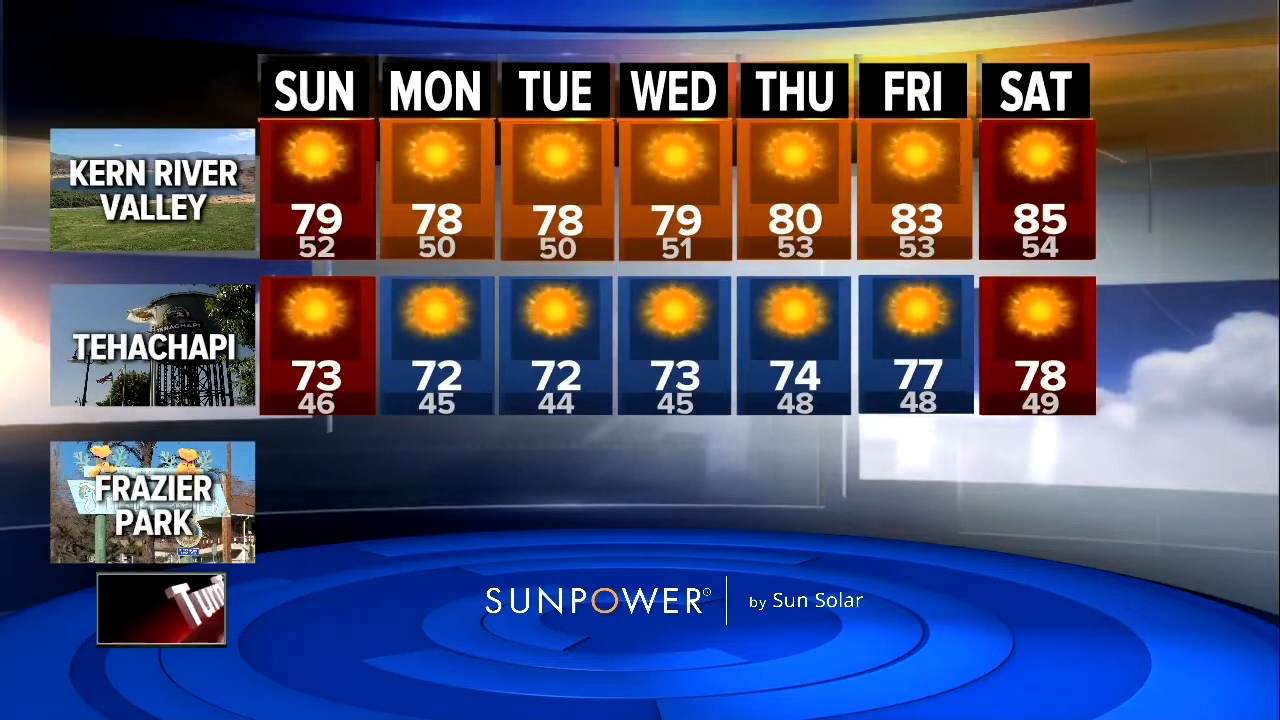 SUN MON TUE WED THU FRI SAT
KERN RIVER
VALLEY
79 78 78 79 80 83 85
52 50 50 51 53 53 54
TEHACHAPI
73 72 72 73 74 77 78
46 45 44 45 48 48 49
FRAZIER
PARK
SUNPOWER® by Sun Solar